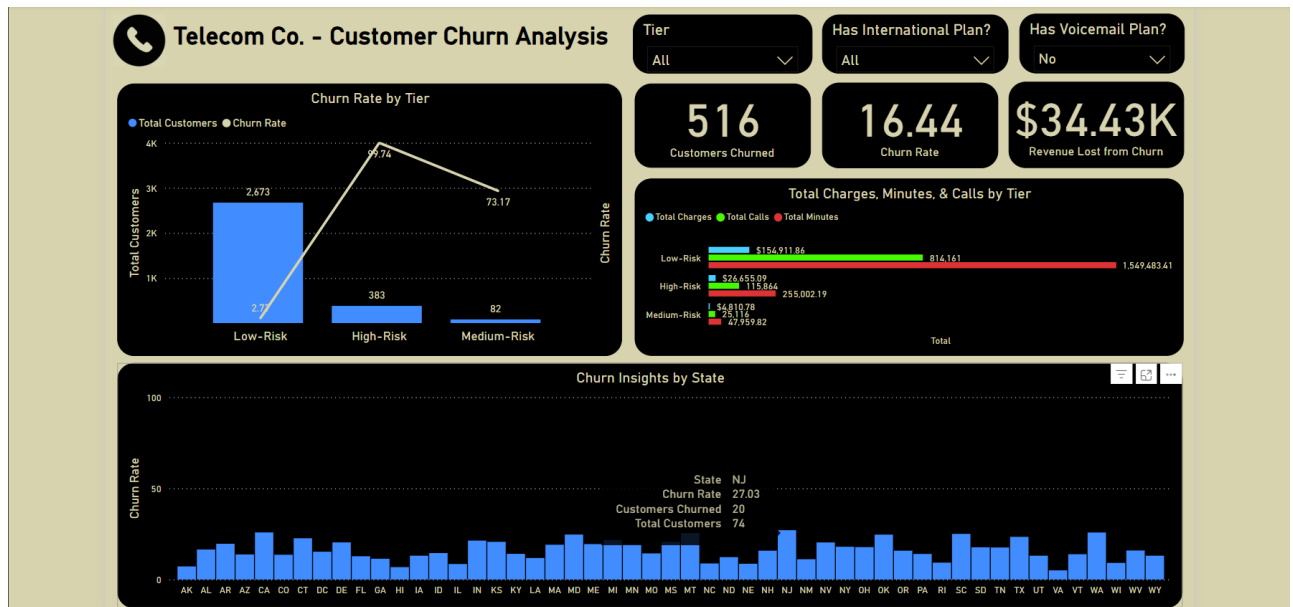 Telecom Co. - Customer Churn Analysis
Tier
All
Has International Plan?
All
Has Voicemail Plan?
No
516
Customers Churned
16.44
Churn Rate
$34.43K
Revenue Lost from Churn
Churn Rate by Tier
Total Customers Churn Rate
Total Customers
4K
3K
2K
1K
2,673
383
82
2.77
99.74
73.17
Low-Risk High-Risk Medium-Risk
Churn Rate
Total Charges, Minutes, & Calls by Tier
Total Charges Total Calls Total Minutes
Low-Risk
$154,911.86
814,161
1,549,483.41
High-Risk
$26,655.09
115,864
255,002.19
Medium-Risk
$4,810.78
25,116
47,959.82
Total
Churn Insights by State
Churn Rate
100
50
0
State NJ
Churn Rate 27.03
Customers Churned 20
Total Customers 74
AK AL AR AZ CA CO CT DC DE FL GA HI IA ID IL IN KS KY LA MA MD ME MI MN MO MS MT NC ND NE NH NJ NM NV NY OH OK OR PA RI SC SD TN TX UT VA VT WA WI WV WY